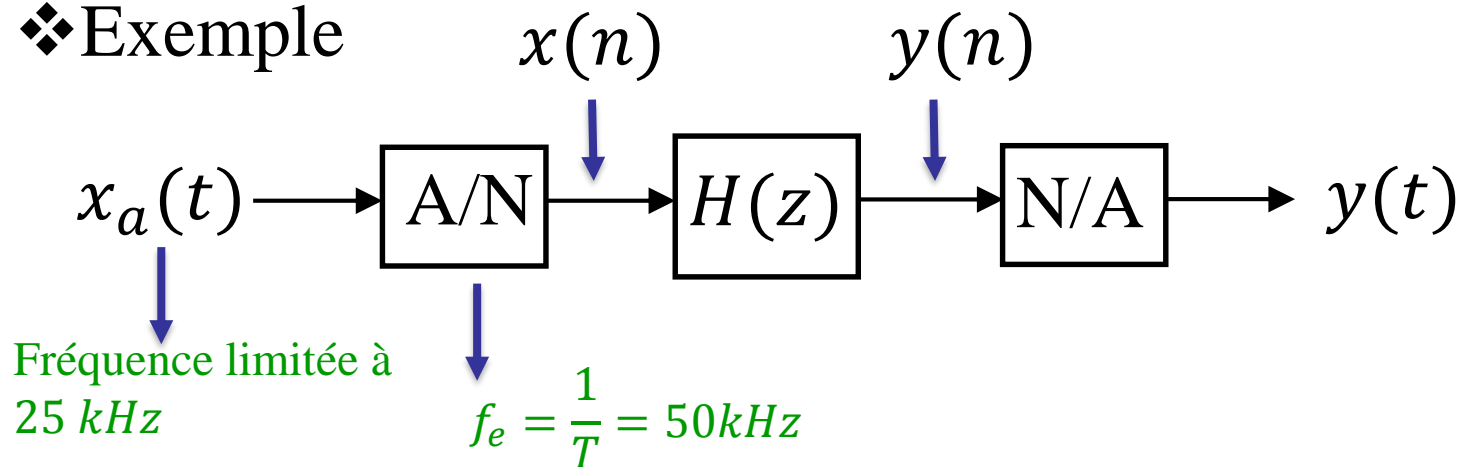 ❖Exemple
x(n) y(n)
x_a(t) A/N H(z) N/A y(t)
Fréquence limitée à
25 kHz
f_e = 1/T = 50kHz